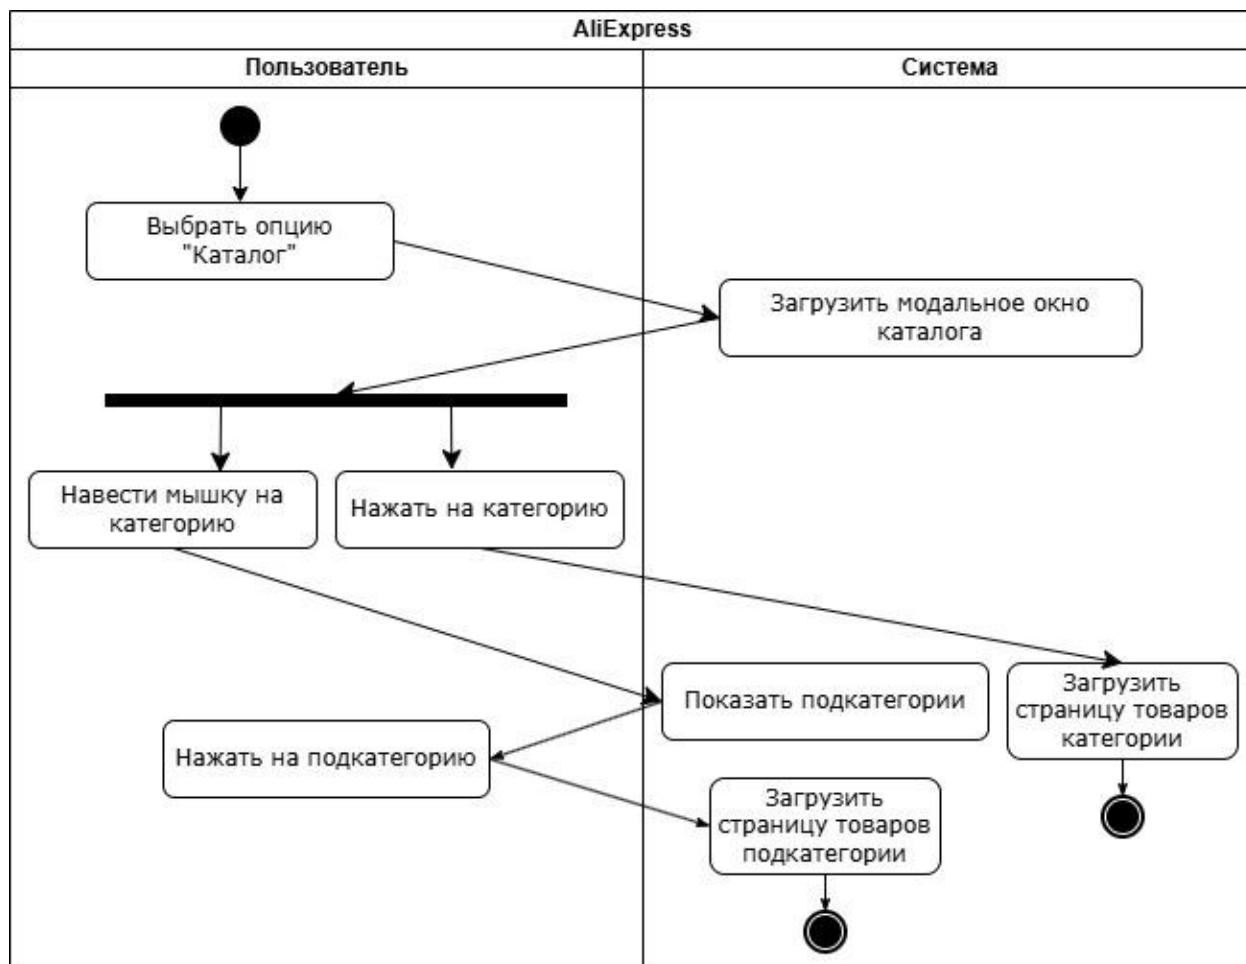 AliExpress
Пользователь
Система
Выбрать опцию
"Каталог"
Загрузить модальное окно
каталога
Навести мышку на
категорию
Нажать на категорию
Показать подкатегории
Загрузить
страницу товаров
категории
Нажать на подкатегорию
Загрузить
страницу товаров
подкатегории